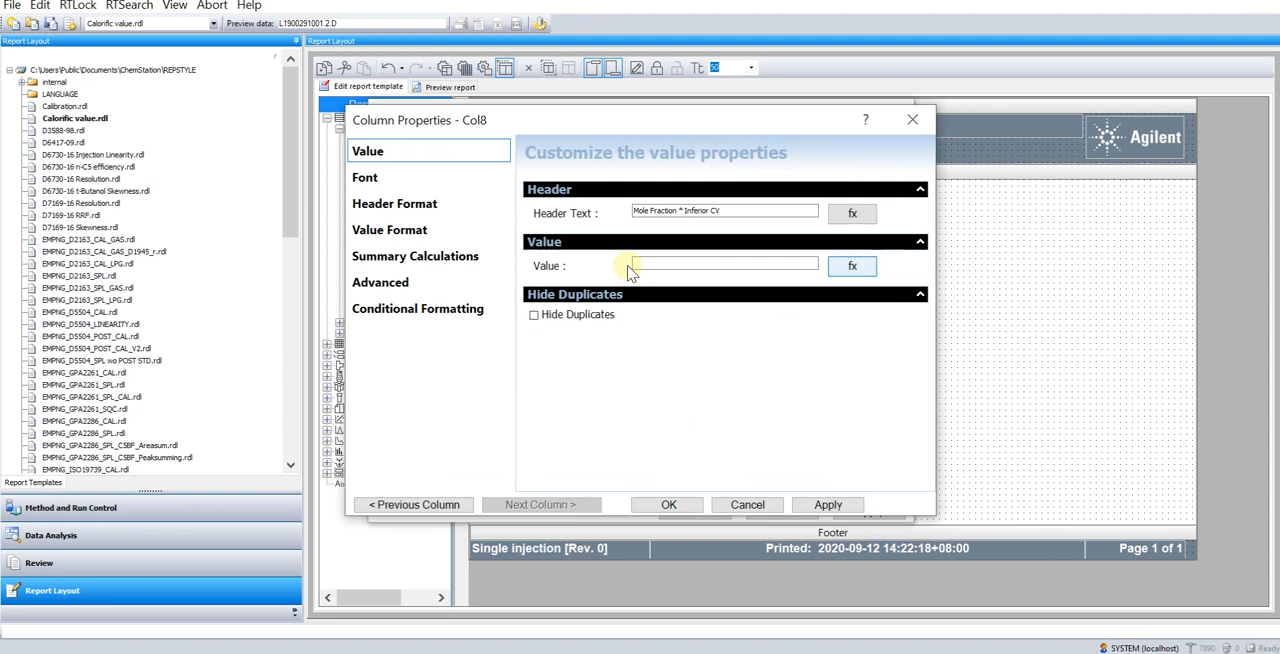 File Edit RTLock RTSearch View Abort Help
Calorific value.rdl Preview data: L1900291001.2.D
Report Layout
Report Layout
C:\Users\Public\Documents\ChemStation\REPSTYLE
internal
LANGUAGE
Calibration.rdl
Calorific value.rdl
D3588-98.rdl
D6417-09.rdl
D6730-16 Injection Linearity.rdl
D6730-16 n-C5 efficiency.rdl
D6730-16 Resolution.rdl
D6730-16 t-Butanol Skewness.rdl
D7169-16 Resolution.rdl
D7169-16 RRF.rdl
D7169-16 Skewness.rdl
EMPNG_D2163_CAL_GAS.rdl
EMPNG_D2163_CAL_GAS_D1945_r.rdl
EMPNG_D2163_CAL_LPG.rdl
EMPNG_D2163_SPL.rdl
EMPNG_D2163_SPL_GAS.rdl
EMPNG_D2163_SPL_LPG.rdl
EMPNG_D5504_CAL.rdl
EMPNG_D5504_LINEARITY.rdl
EMPNG_D5504_POST_CAL.rdl
EMPNG_D5504_POST_CAL_V2.rdl
EMPNG_D5504_SPL wo POST STD.rdl
EMPNG_GPA2261_CAL.rdl
EMPNG_GPA2261_SPL.rdl
EMPNG_GPA2261_SPL_CAL.rdl
EMPNG_GPA2261_SQC.rdl
EMPNG_GPA2286_CAL.rdl
EMPNG_GPA2286_SPL.rdl
EMPNG_GPA2286_SPL_C5BF_Areasum.rdl
EMPNG_GPA2286_SPL_C5BF_Peaksumming.rdl
EMPNG_ISO19739_CAL.rdl
Report Templates
Method and Run Control
Data Analysis
Review
Report Layout
Edit report template Preview report
Column Properties - Col8
?
Value
Font
Header Format
Value Format
Summary Calculations
Advanced
Conditional Formatting
Customize the value properties
Header
Header Text : Mole Fraction * Inferior CV fx
Value
Value : fx
Hide Duplicates
Hide Duplicates
< Previous Column Next Column > OK Cancel Apply
Agilent
Footer
Single injection [Rev. 0] Printed: 2020-09-12 14:22:18+08:00 Page 1 of 1
SYSTEM (localhost) 7890 0 Ready